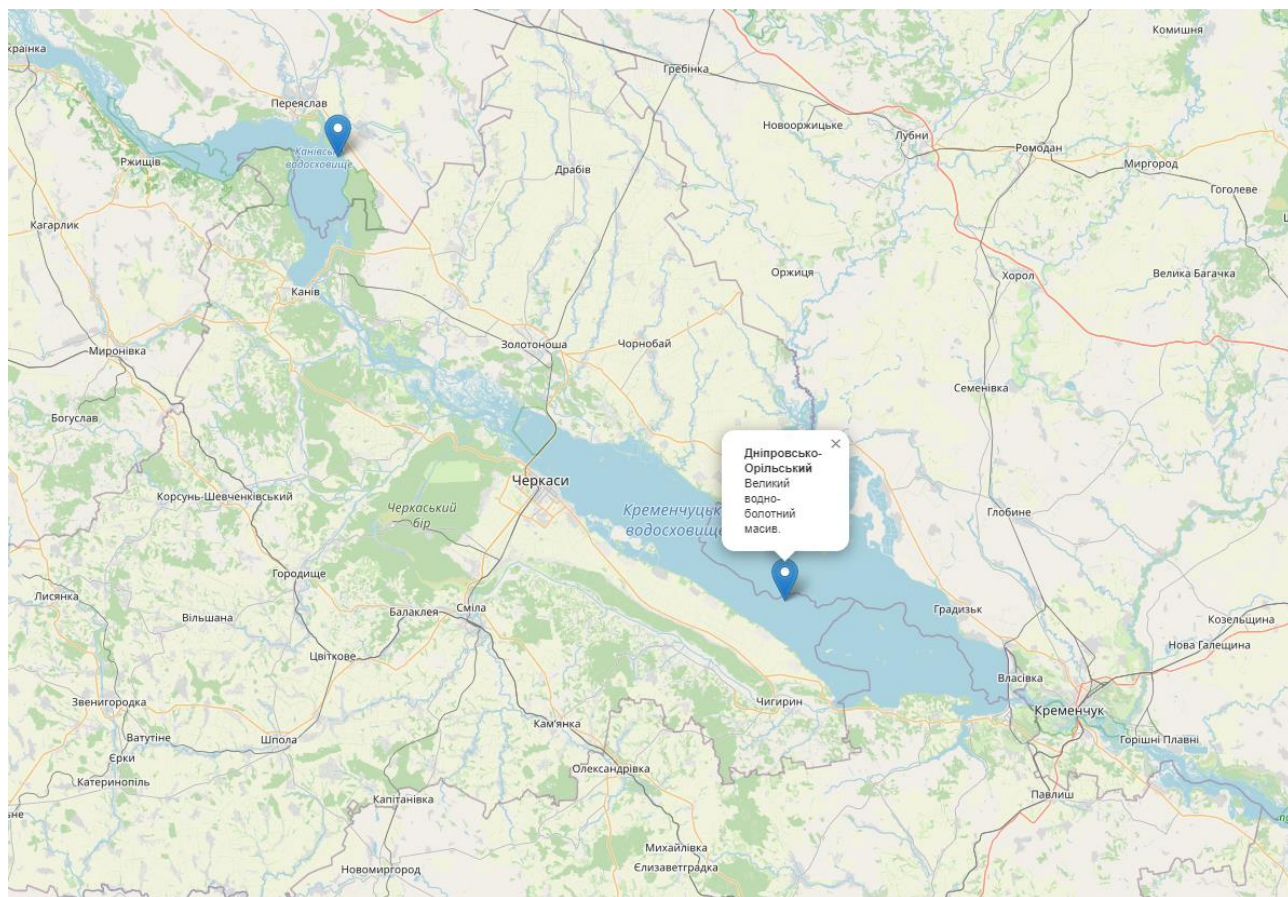 Комишня
країнка
Гребінка
Переяслав
Новооржицьке
Лубни
Ромодан
Канівське
водосховище
Ржищів
Миргород
Драбів
Гоголеве
Кагарлик
Оржиця
Хорол
Велика Багачка
Канів
Золотоноша
Чорнобай
Миронівка
Семенівка
Богуслав
Дніпровсько-
Орільський
Великий
водно-
болотний
масив.
×
Черкаси
Корсунь-Шевченківський
Черкаський
бір
Кременчуцьк
водосховище
Глобине
Городище
Лисянка
Балаклея
Сміла
Вільшана
Градизьк
Козельщина
Цвіткове
Нова Галещина
Власівка
Звенигородка
Чигирин
Кременчук
Ватутіне
Шпола
Кам'янка
Горішні Плавні
Єрки
Катеринопіль
Олександрівка
Капітанівка
Павлиш
не
Михайлівка
Новомиргород
Єлизаветградка